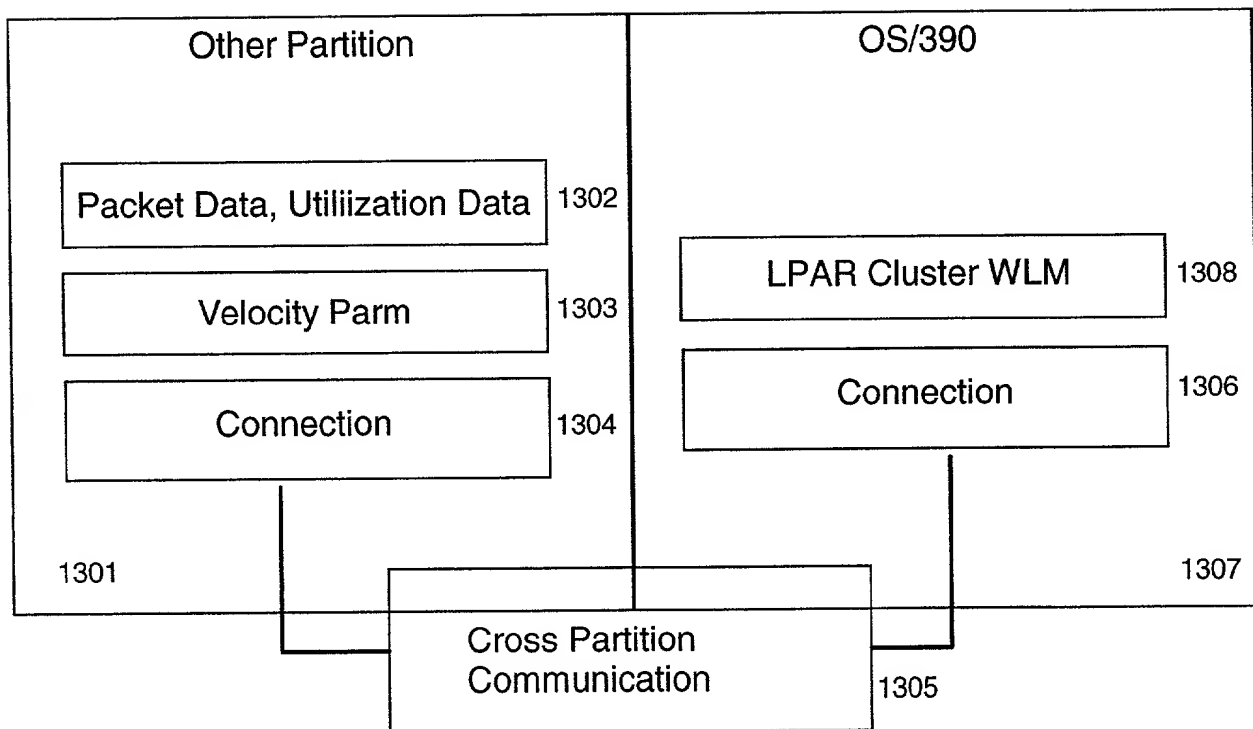 Other Partition
OS/390
Packet Data, Utiliization Data
1302
Velocity Parm
1303
Connection
1304
1301
LPAR Cluster WLM
1308
Connection
1306
1307
Cross Partition
Communication
1305